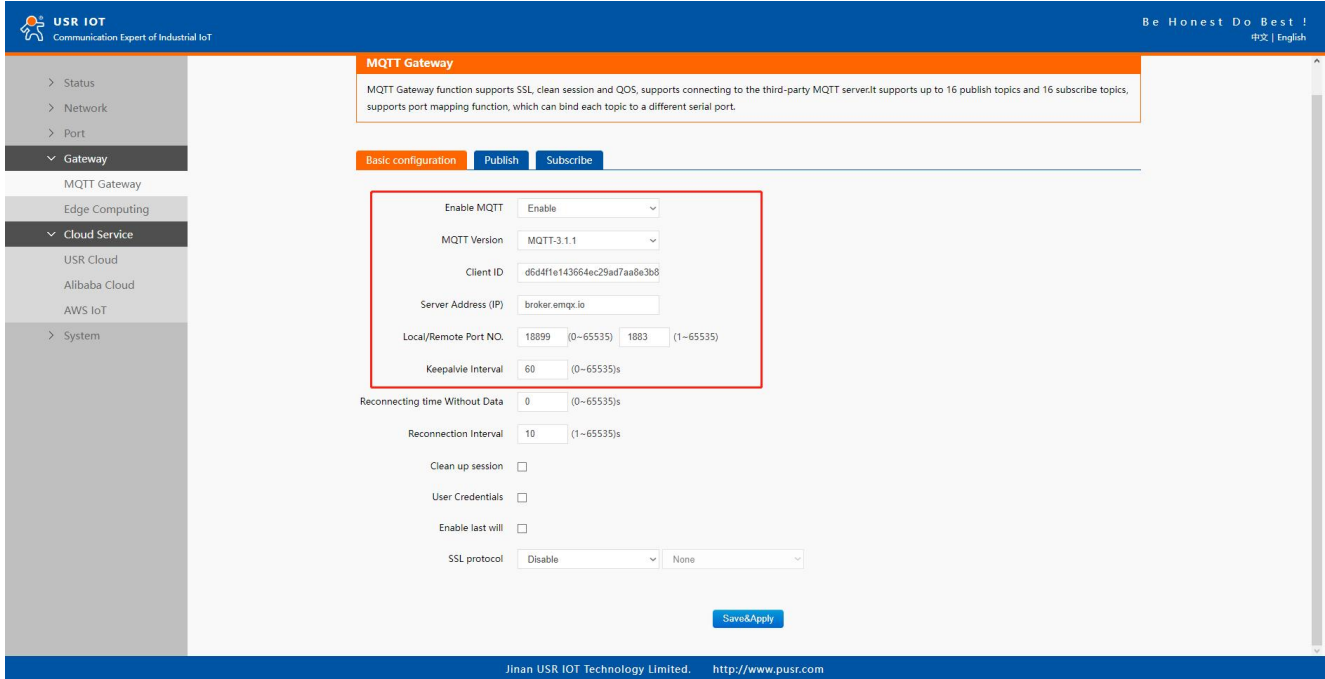 USR IOT
Communication Expert of Industrial IoT
Be Honest Do Best !
中文 | English
Status
Network
Port
Gateway
MQTT Gateway
Edge Computing
Cloud Service
USR Cloud
Alibaba Cloud
AWS IoT
System
MQTT Gateway
MQTT Gateway function supports SSL, clean session and QOS, supports connecting to the third-party MQTT server.It supports up to 16 publish topics and 16 subscribe topics,
supports port mapping function, which can bind each topic to a different serial port.
Basic configuration Publish Subscribe
Enable MQTT Enable
MQTT Version MQTT-3.1.1
Client ID d6d4f1e143664ec29ad7aa8e3b8
Server Address (IP) broker.emqx.io
Local/Remote Port NO. 18899 (0~65535) 1883 (1~65535)
Keepalvie Interval 60 (0~65535)s
Reconnecting time Without Data 0 (0~65535)s
Reconnection Interval 10 (1~65535)s
Clean up session
User Credentials
Enable last will
SSL protocol Disable None
Save&Apply
Jinan USR IOT Technology Limited. http://www.pusr.com